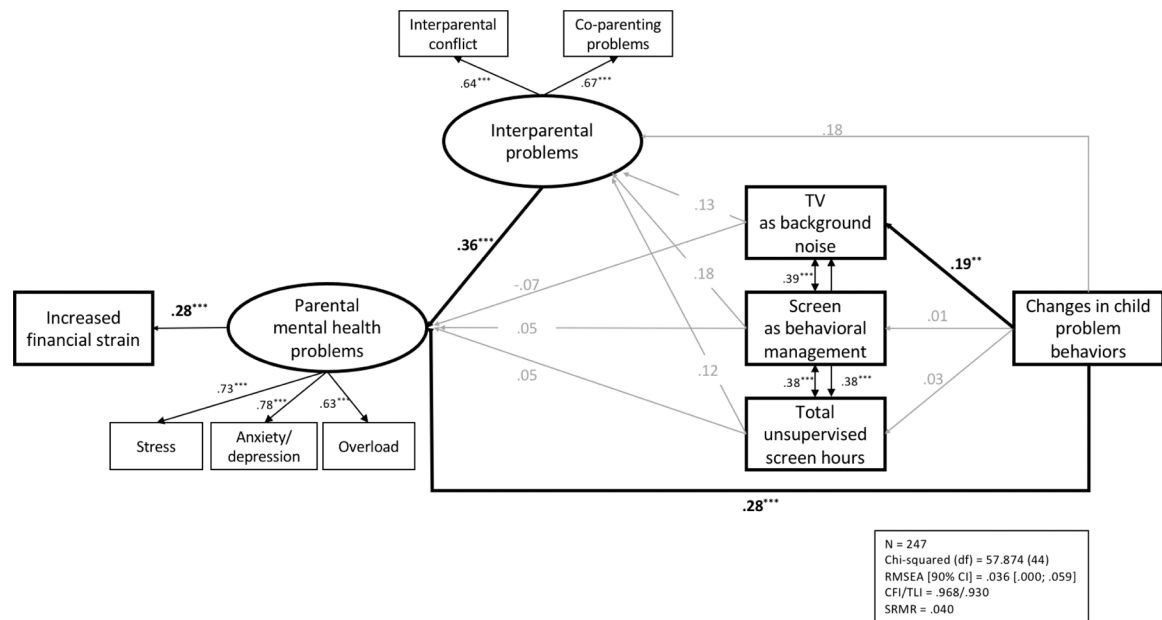 Interparental
conflict
Co-parenting
problems
.64***
.67***
Interparental
problems
.18
.13
TV
as background
noise
.36***
.19**
.39***
.18
-.07
.28***
Increased
financial strain
Parental
mental health
problems
.05
Screen
as behavioral
management
.01
Changes in child
problem
behaviors
.05
.12
.38***
.38***
.03
.73***
.78***
.63***
Total
unsupervised
screen hours
Stress
Anxiety/
depression
Overload
.28***
N = 247
Chi-squared (df) = 57.874 (44)
RMSEA [90% CI] = .036 [.000; .059]
CFI/TLI = .968/.930
SRMR = .040